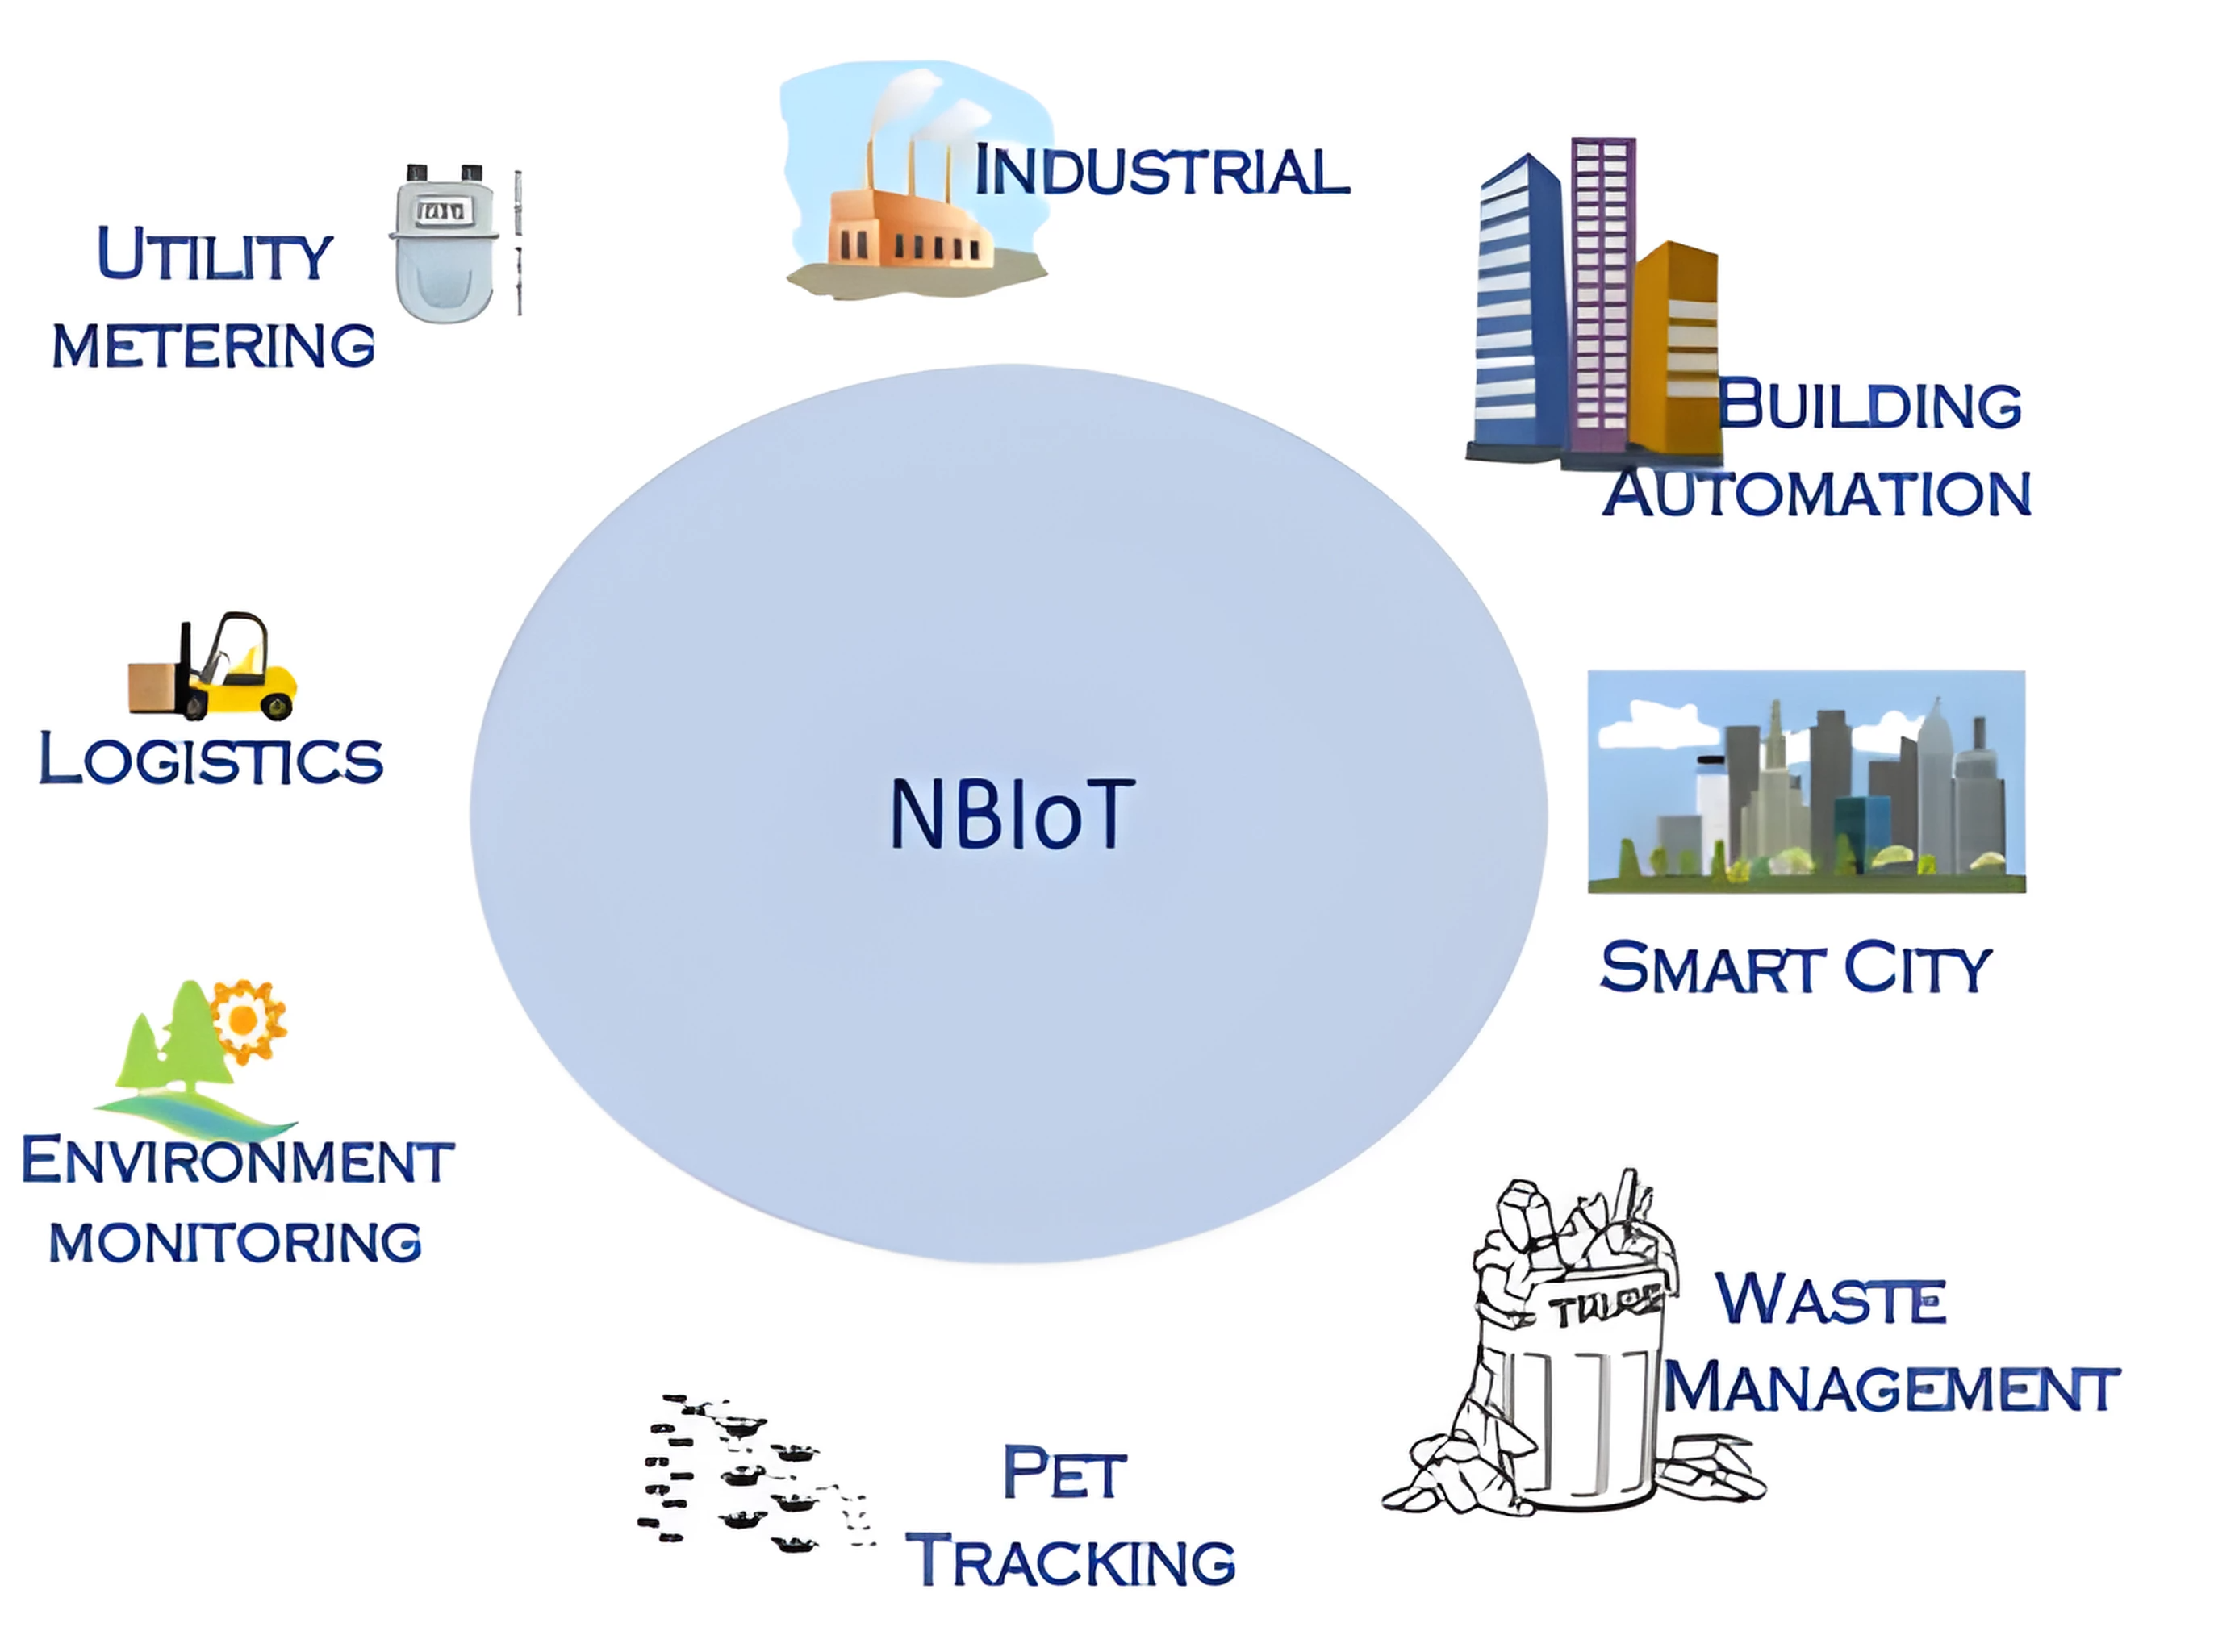 INDUSTRIAL
UTILITY
METERING
BUILDING
AUTOMATION
LOGISTICS
NBIoT
SMART CITY
ENVIRONMENT
MONITORING
WASTE
MANAGEMENT
PET
TRACKING